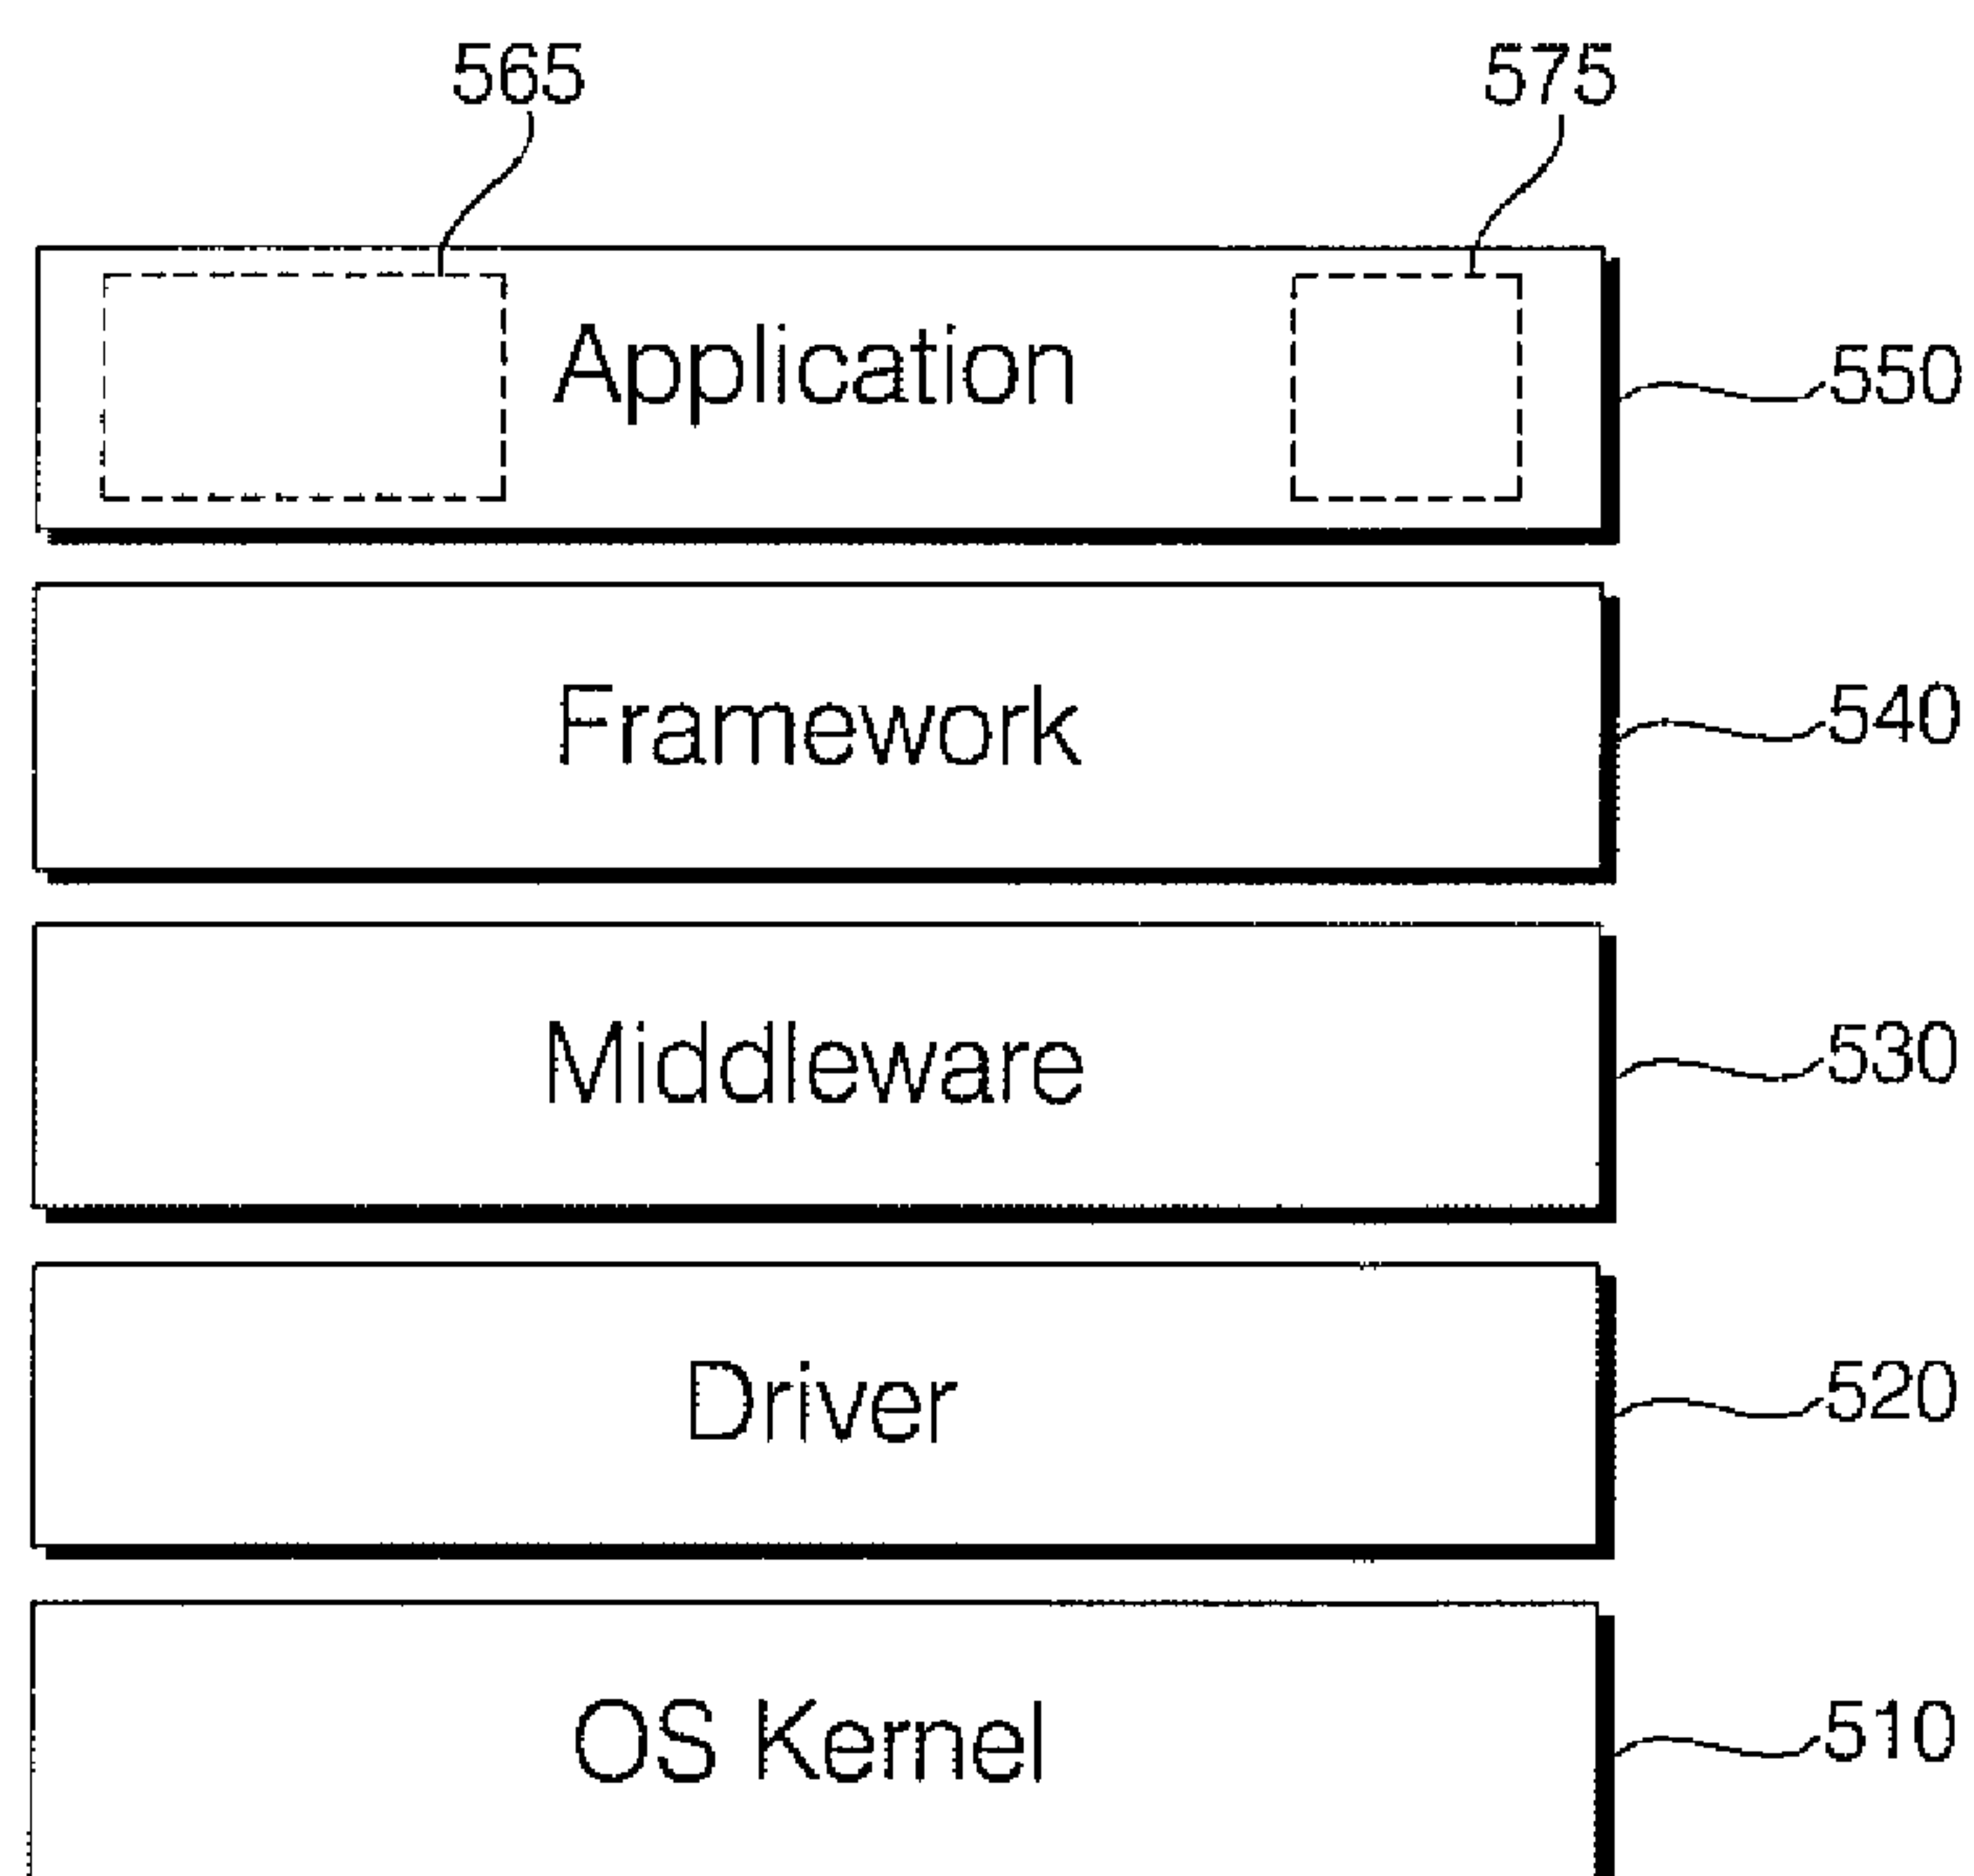 565 575
Application 550
Framework 540
Middleware 530
Driver 520
OS Kernel 510